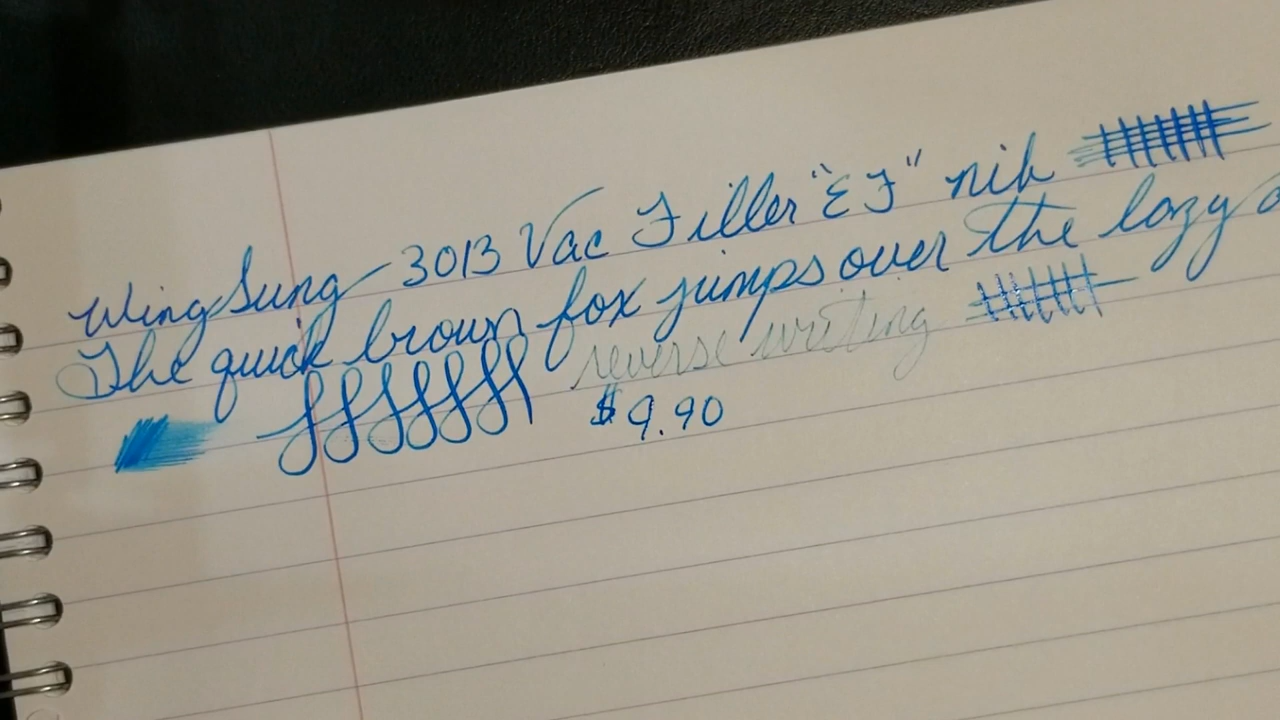 Wing Sung 3013 Vac Filler "EF" nib
The quick brown fox jumps over the lazy
reverse writing
$9.90